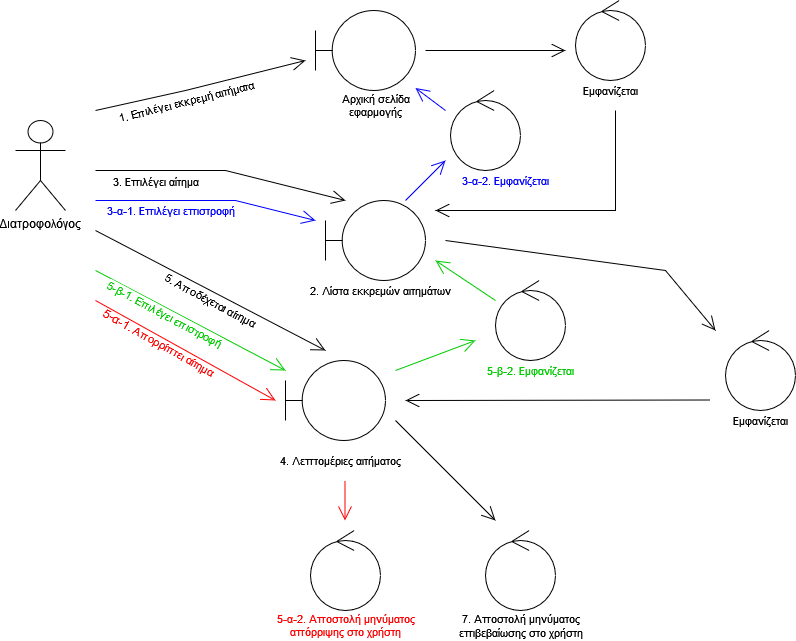 Αρχική σελίδα
εφαρμογής
Εμφανίζεται
1. Επιλέγει εκκρεμή αιτήματα
3. Επιλέγει αίτημα
3-α-2. Εμφανίζεται
3-α-1. Επιλέγει επιστροφή
Διατροφολόγος
2. Λίστα εκκρεμών αιτημάτων
5. Αποδέχεται αίτημα
5-β-1. Επιλέγει επιστροφή
5-α-1. Απορρήπτει αίτημα
5-β-2. Εμφανίζεται
Εμφανίζεται
4. Λεπτομέριες αιτήματος
5-α-2. Αποστολή μηνύματος
απόρριψης στο χρήστη
7. Αποστολή μηνύματος
επιβεβαίωσης στο χρήστη